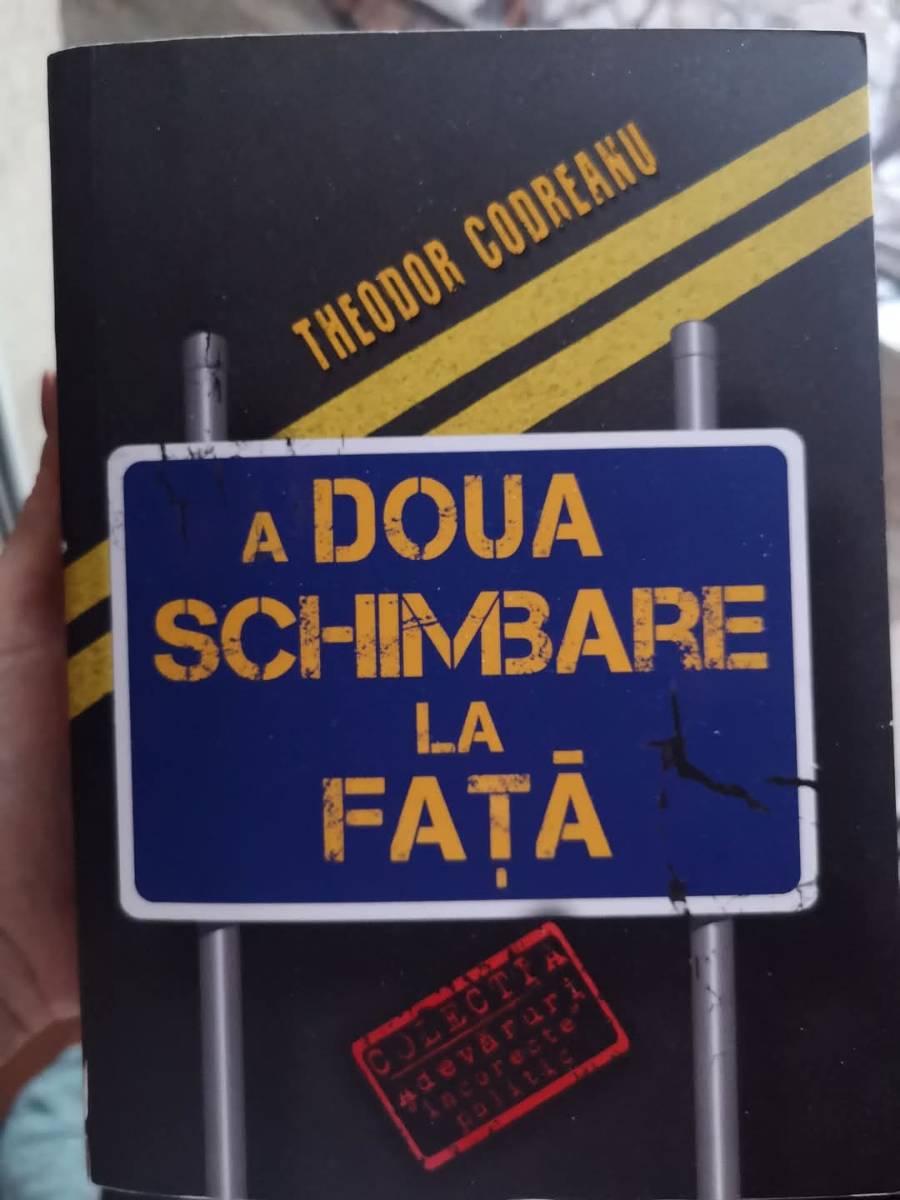 THEODOR CODREANU
A DOUA
SCHIMBARE
LA
FAȚĂ
COLECȚIA
adevăruri
"incorecte"
politic